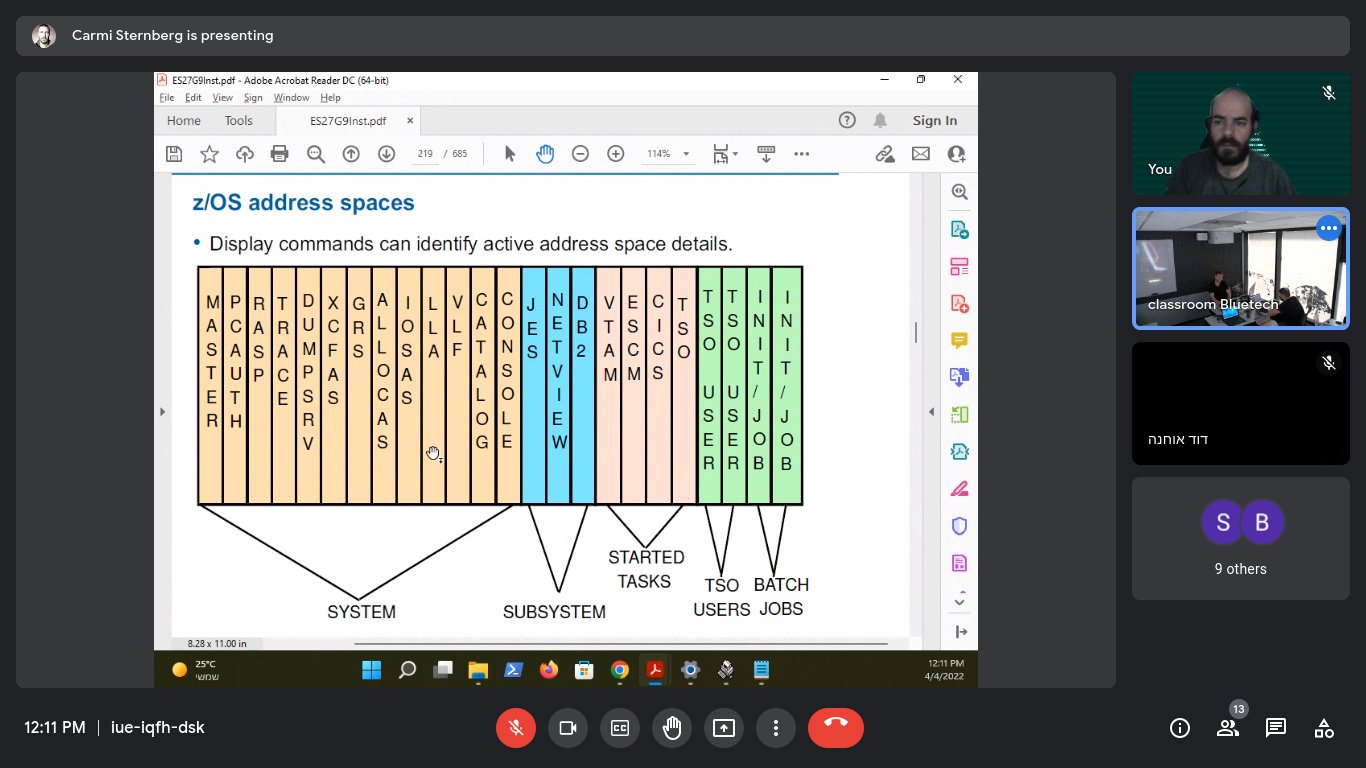 Carmi Sternberg is presenting
ES27G9Inst.pdf - Adobe Acrobat Reader DC (64-bit)
File Edit View Sign Window Help
Home Tools ES27G9Inst.pdf × Sign In
219 / 685 114%
z/OS address spaces
• Display commands can identify active address space details.
MASTER
PCAUTH
RASP
TRACE
DUMPSRV
XCFAS
GRS
ALLOCAS
IOSAS
LLA
VLF
CATALOG
CONSOLE
JES
NETVIEW
DB2
VTAM
ESCM
CICS
TSO
TSO USER
TSO USER
INIT/JOB
INIT/JOB
SYSTEM
SUBSYSTEM
STARTED
TASKS
TSO
USERS
BATCH
JOBS
8.28 x 11.00 in
25°C
שמשי
12:11 PM
4/4/2022
You
classroom Bluetech
דוד אוחנה
S B
9 others
12:11 PM | iue-iqfh-dsk
CC
13